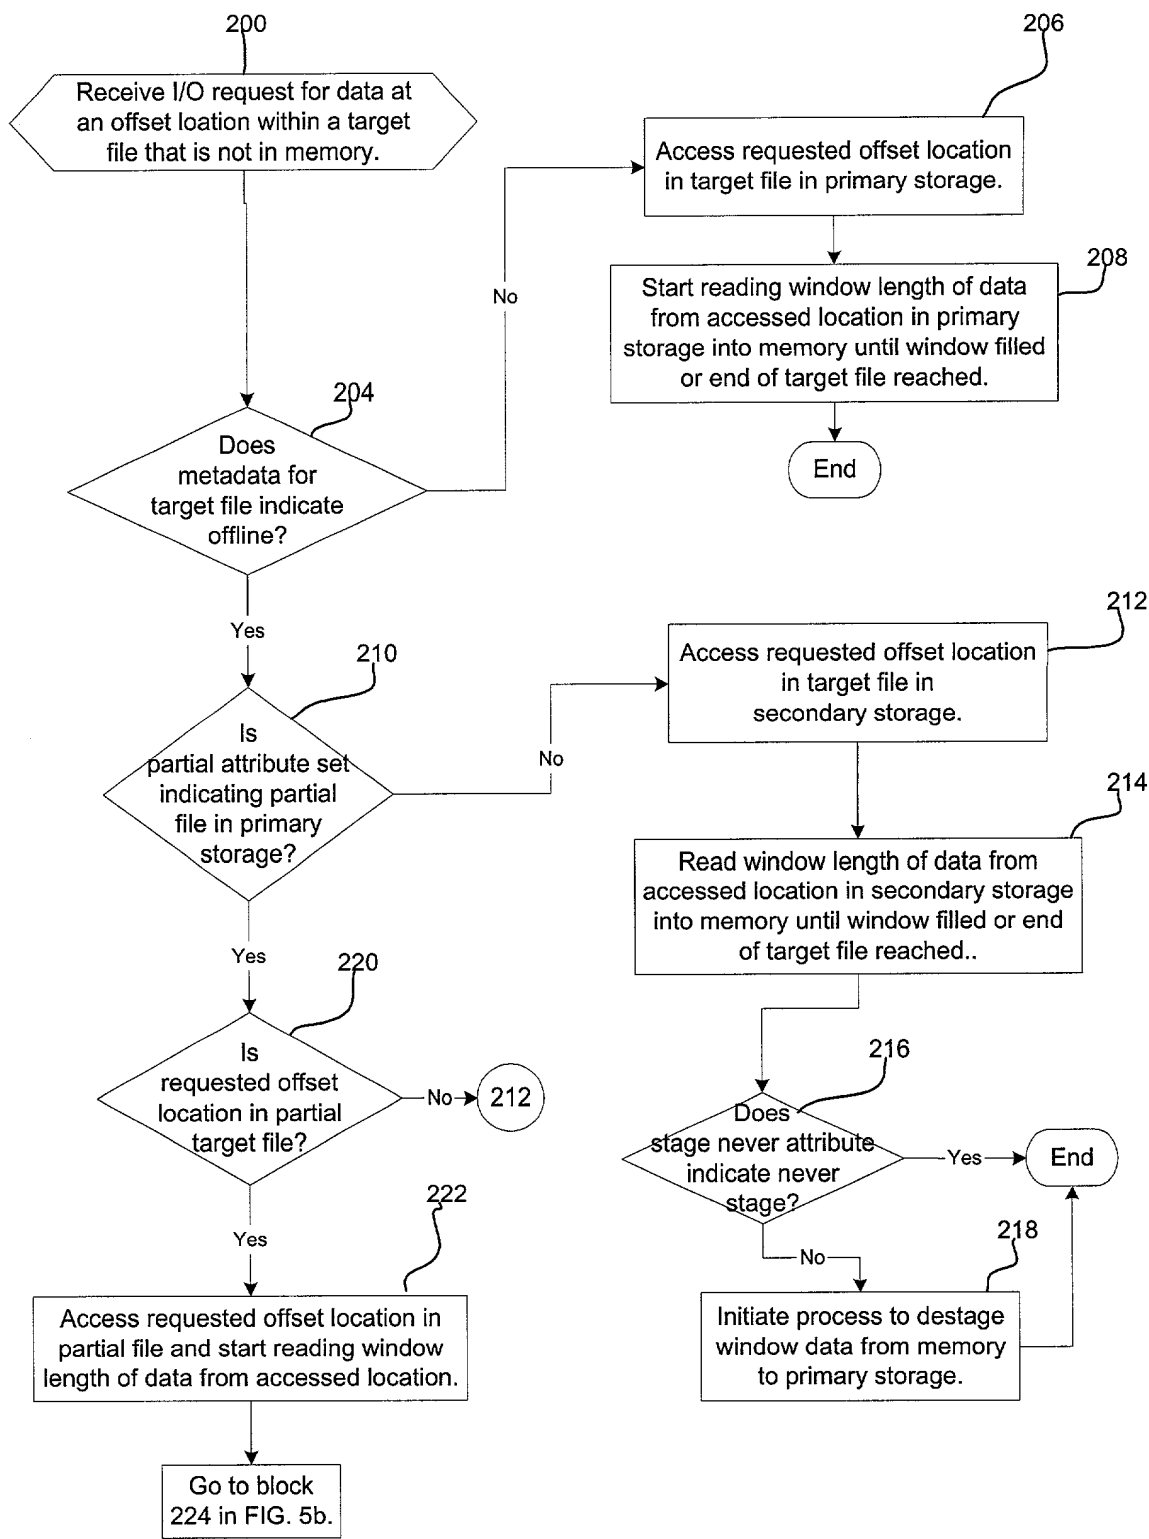 200
Receive I/O request for data at
an offset loation within a target
file that is not in memory.
206
Access requested offset location
in target file in primary storage.
208
Start reading window length of data
from accessed location in primary
storage into memory until window filled
or end of target file reached.
End
No
204
Does
metadata for
target file indicate
offline?
Yes
210
Is
partial attribute set
indicating partial
file in primary
storage?
No
212
Access requested offset location
in target file in
secondary storage.
214
Read window length of data from
accessed location in secondary storage
into memory until window filled or end
of target file reached..
Yes
220
Is
requested offset
location in partial
target file?
No
212
216
Does
stage never attribute
indicate never
stage?
Yes
End
No
218
Initiate process to destage
window data from memory
to primary storage.
Yes
222
Access requested offset location in
partial file and start reading window
length of data from accessed location.
Go to block
224 in FIG. 5b.